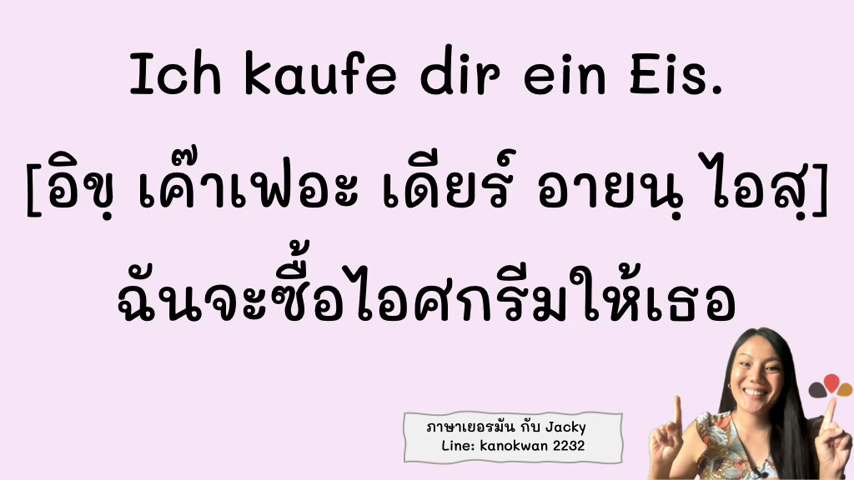 Ich kaufe dir ein Eis.
[อิขฺ เค๊าเฟอะ เดียร์ อายนฺ ไอสฺ]
ฉันจะซื้อไอศกรีมให้เธอ
ภาษาเยอรมัน กับ Jacky
Line: kanokwan 2232